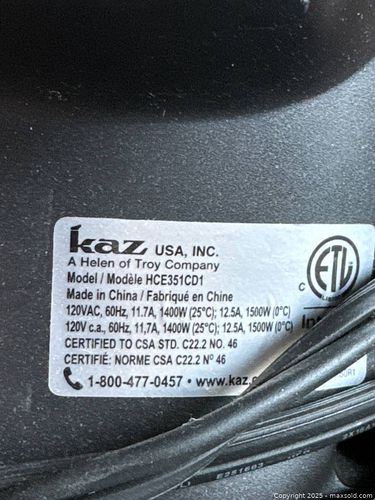 kaz USA, INC.
A Helen of Troy Company
Model / Modèle HCE351CD1
Made in China / Fabriqué en Chine
120VAC, 60Hz, 11.7A, 1400W (25°C); 12.5A, 1500W (0°C)
120V c.a., 60Hz, 11,7A, 1400W (25°C); 12.5A, 1500W (0°C)
CERTIFIED TO CSA STD. C22.2 NO. 46
CERTIFIÉ: NORME CSA C22.2 Nº 46
1-800-477-0457 • www.kaz.
C ETL
E251663
Copyright 2025 - maxsold.com